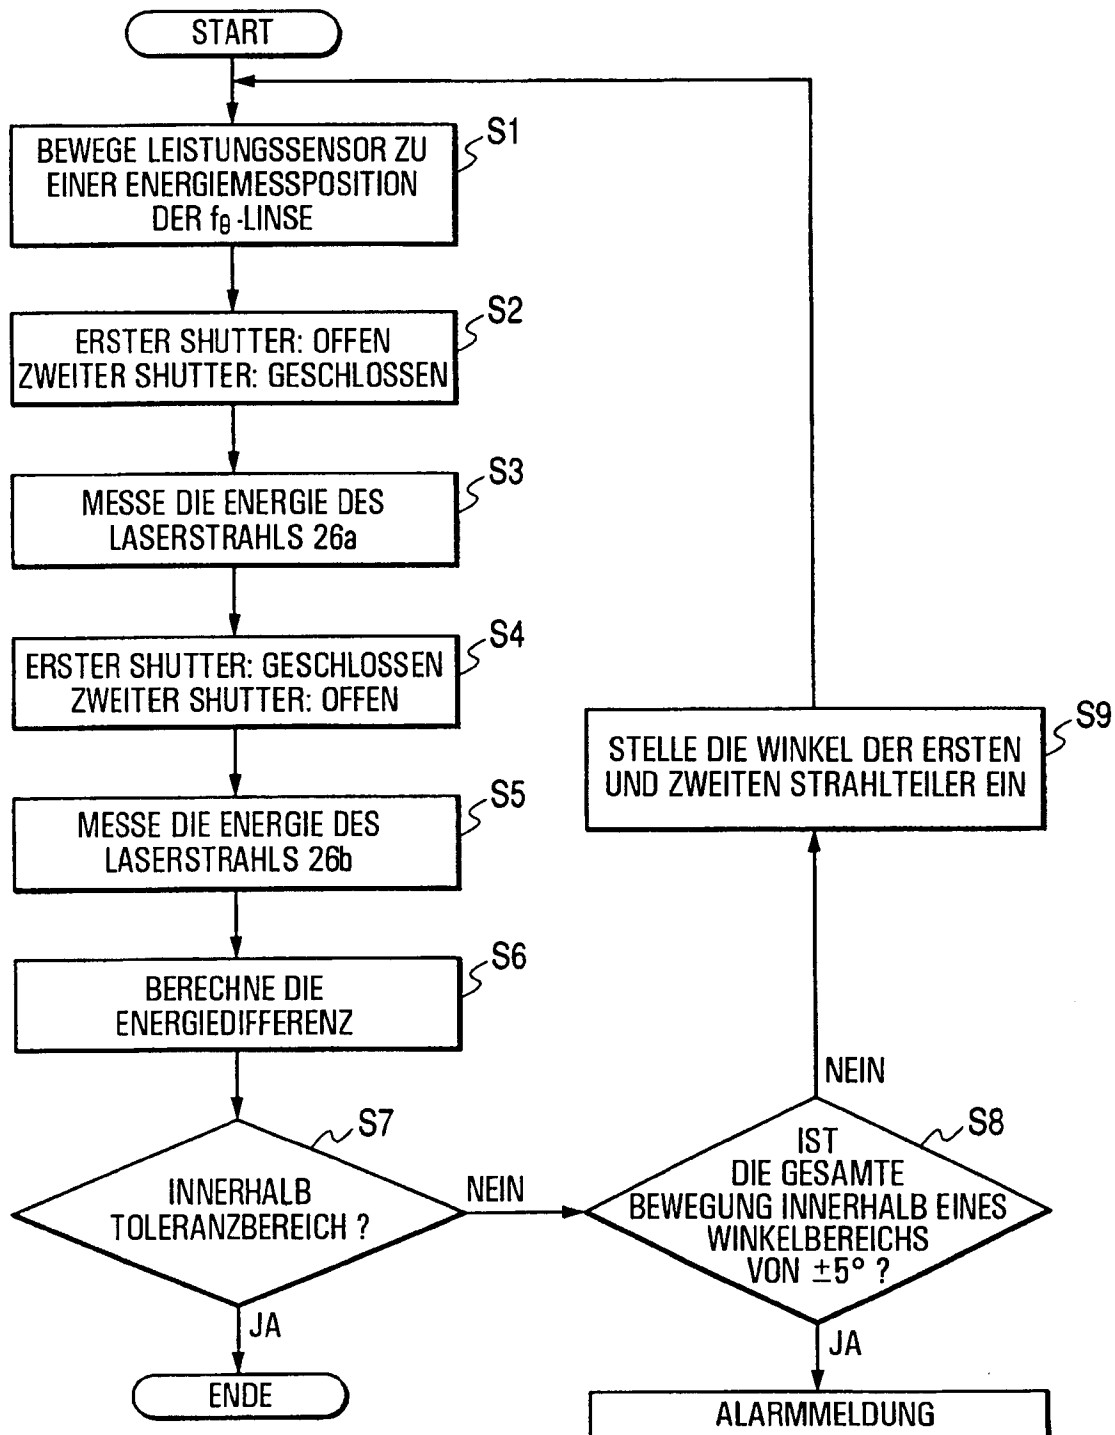 START
S1
BEWEGE LEISTUNGSSENSOR ZU
EINER ENERGIEMESSPOSITION
DER fθ-LINSE
S2
ERSTER SHUTTER: OFFEN
ZWEITER SHUTTER: GESCHLOSSEN
S3
MESSE DIE ENERGIE DES
LASERSTRAHLS 26a
S4
ERSTER SHUTTER: GESCHLOSSEN
ZWEITER SHUTTER: OFFEN
S5
MESSE DIE ENERGIE DES
LASERSTRAHLS 26b
S6
BERECHNE DIE
ENERGIEDIFFERENZ
S7
INNERHALB
TOLERANZBEREICH ?
NEIN
JA
ENDE
S8
IST
DIE GESAMTE
BEWEGUNG INNERHALB EINES
WINKELBEREICHS
VON ±5° ?
NEIN
JA
S9
STELLE DIE WINKEL DER ERSTEN
UND ZWEITEN STRAHLTEILER EIN
ALARMMELDUNG